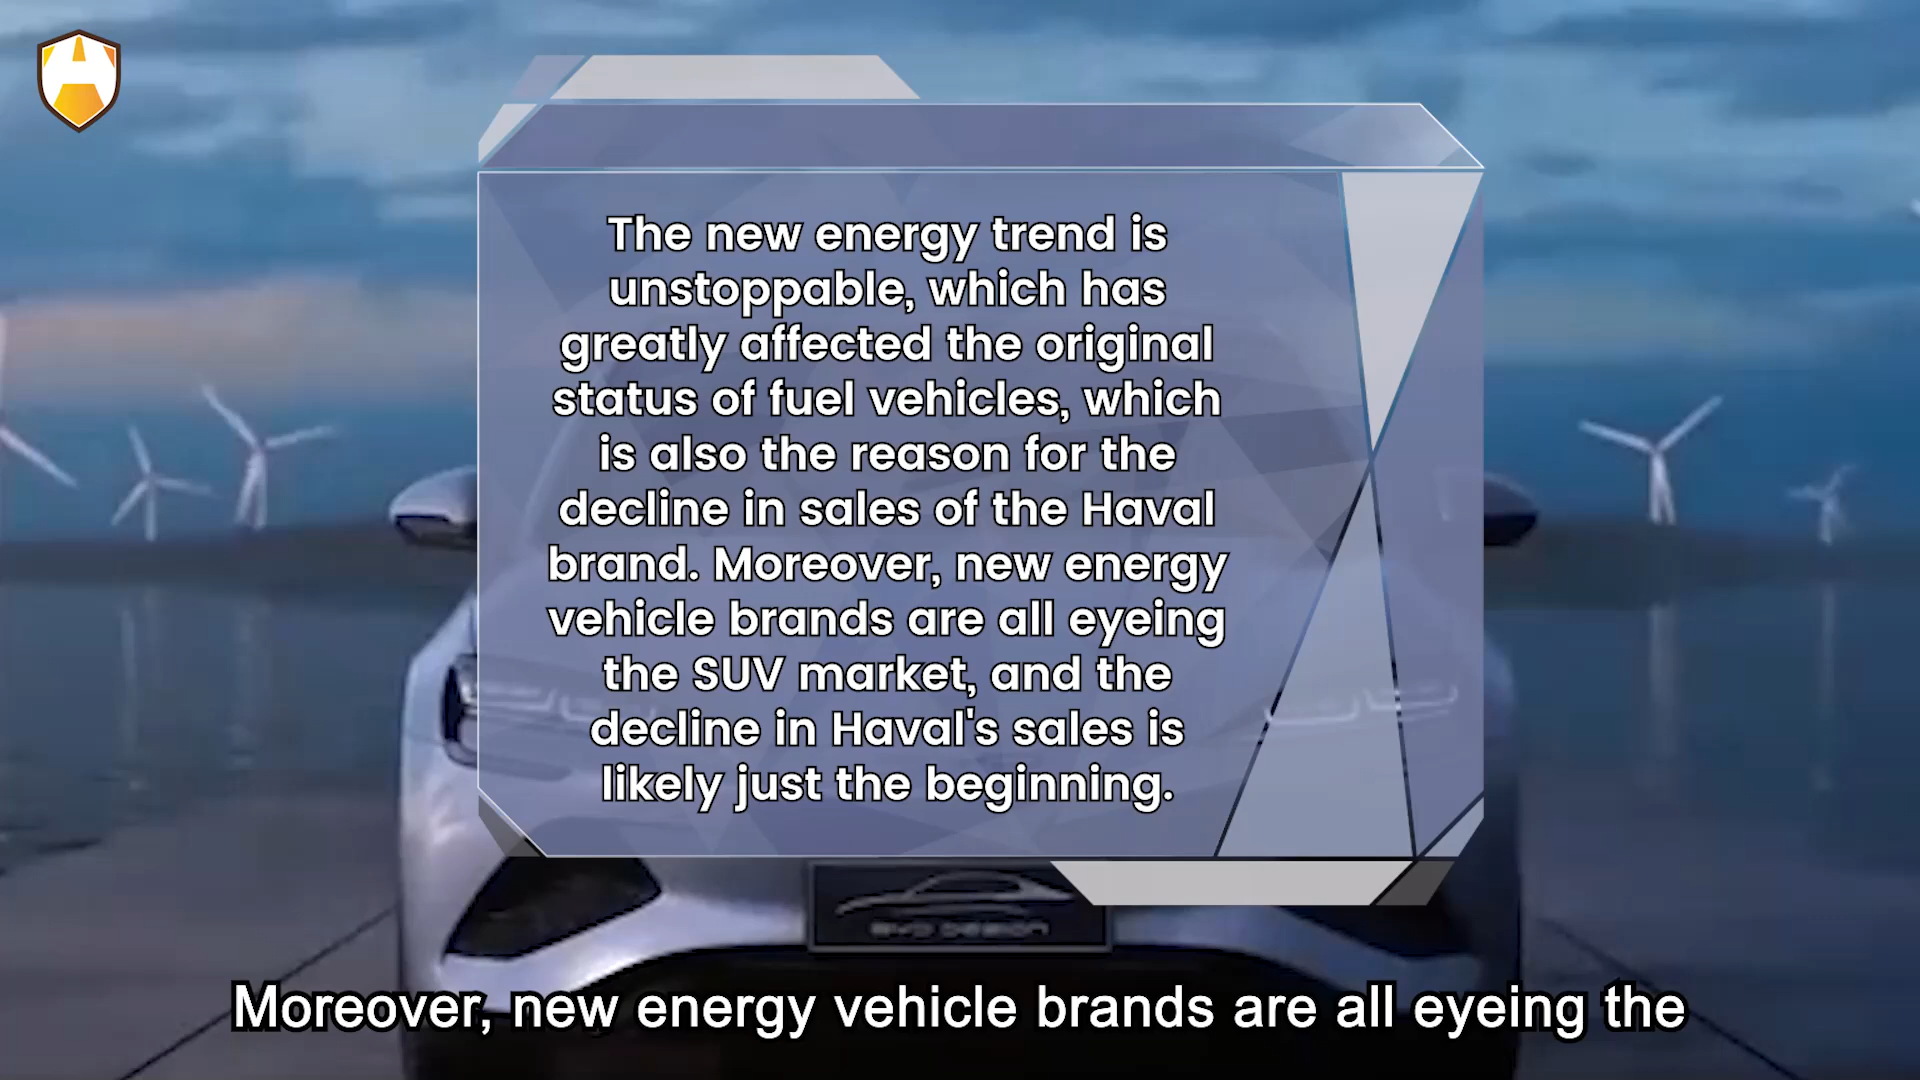 The new energy trend is
unstoppable, which has
greatly affected the original
status of fuel vehicles, which
is also the reason for the
decline in sales of the Haval
brand. Moreover, new energy
vehicle brands are all eyeing
the SUV market, and the
decline in Haval's sales is
likely just the beginning.
BYD DESIGN
Moreover, new energy vehicle brands are all eyeing the